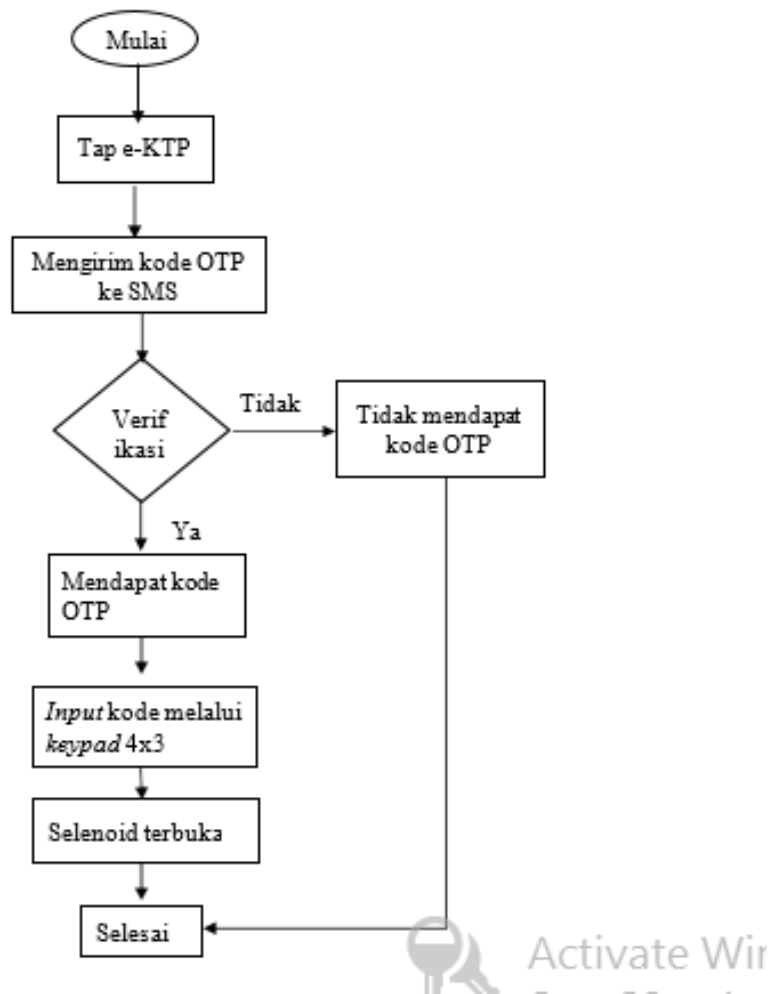 Mulai
Tap e-KTP
Mengirim kode OTP
ke SMS
Verif
ikasi
Tidak
Tidak mendapat
kode OTP
Ya
Mendapat kode
OTP
Input kode melalui
keypad 4x3
Selenoid terbuka
Selesai
Activate